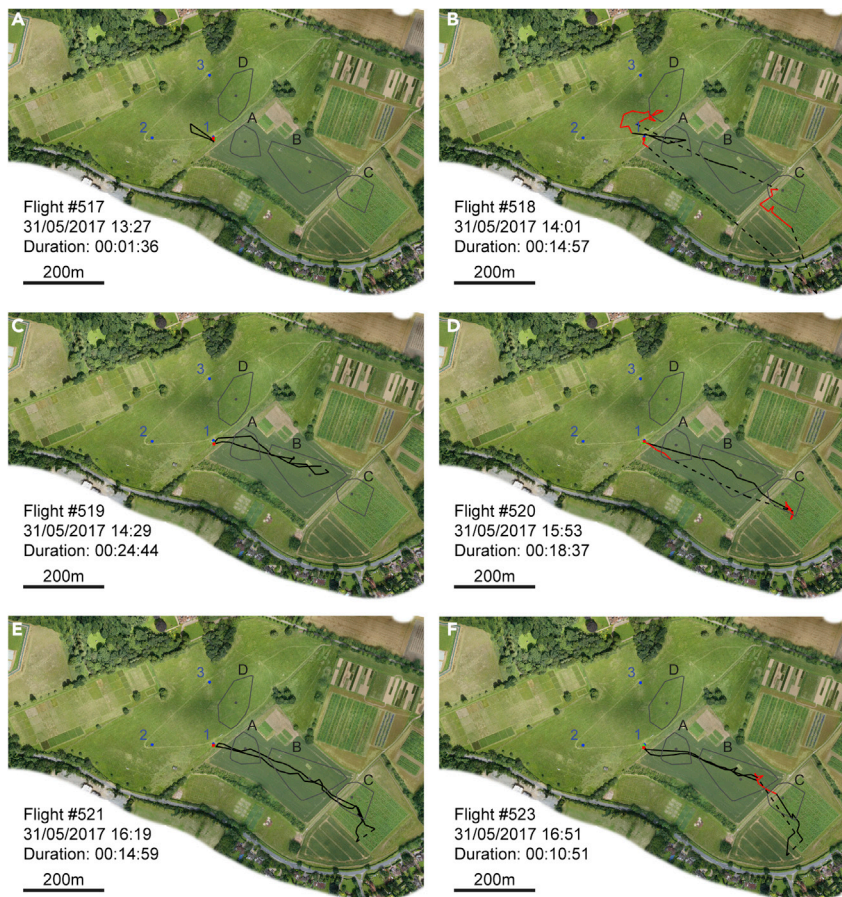 A
3
D
1
A
2
B
C
Flight #517
31/05/2017 13:27
Duration: 00:01:36
200m
B
3
D
1
A
2
B
C
Flight #518
31/05/2017 14:01
Duration: 00:14:57
200m
C
3
D
1
A
2
B
C
Flight #519
31/05/2017 14:29
Duration: 00:24:44
200m
D
3
D
1
A
2
B
C
Flight #520
31/05/2017 15:53
Duration: 00:18:37
200m
E
3
D
1
A
2
B
C
Flight #521
31/05/2017 16:19
Duration: 00:14:59
200m
F
3
D
1
A
2
B
C
Flight #523
31/05/2017 16:51
Duration: 00:10:51
200m